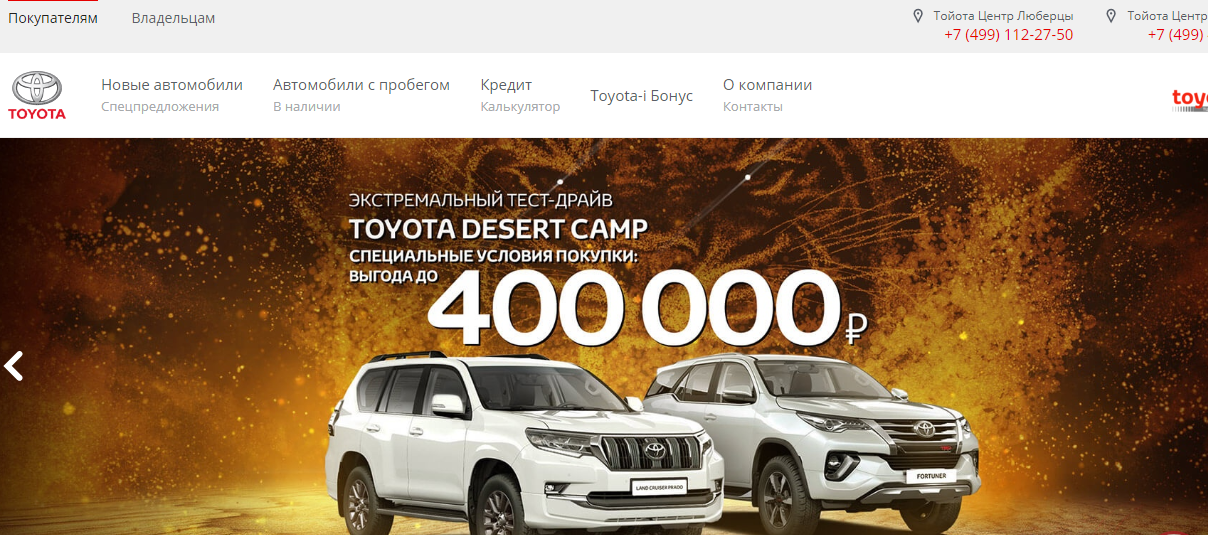 Покупателям
Владельцам
Тойота Центр Люберцы
+7 (499) 112-27-50
Тойота Центр
+7 (499)
TOYOTA
Новые автомобили
Спецпредложения
Автомобили с пробегом
В наличии
Кредит
Калькулятор
Toyota-i Бонус
О компании
Контакты
ЭКСТРЕМАЛЬНЫЙ ТЕСТ-ДРАЙВ
TOYOTA DESERT CAMP
СПЕЦИАЛЬНЫЕ УСЛОВИЯ ПОКУПКИ:
ВЫГОДА ДО
400 000 ₽
LAND CRUISER PRADO
FORTUNER